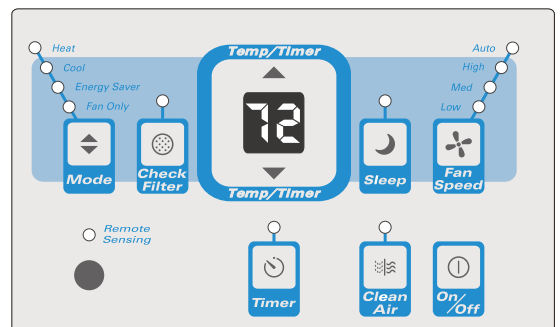 Heat
Cool
Energy Saver
Fan Only
Mode
Check
Filter
Temp/Timer
72
Temp/Timer
Sleep
Auto
High
Med
Low
Fan
Speed
Remote
Sensing
Timer
Clean
Air
On/Off